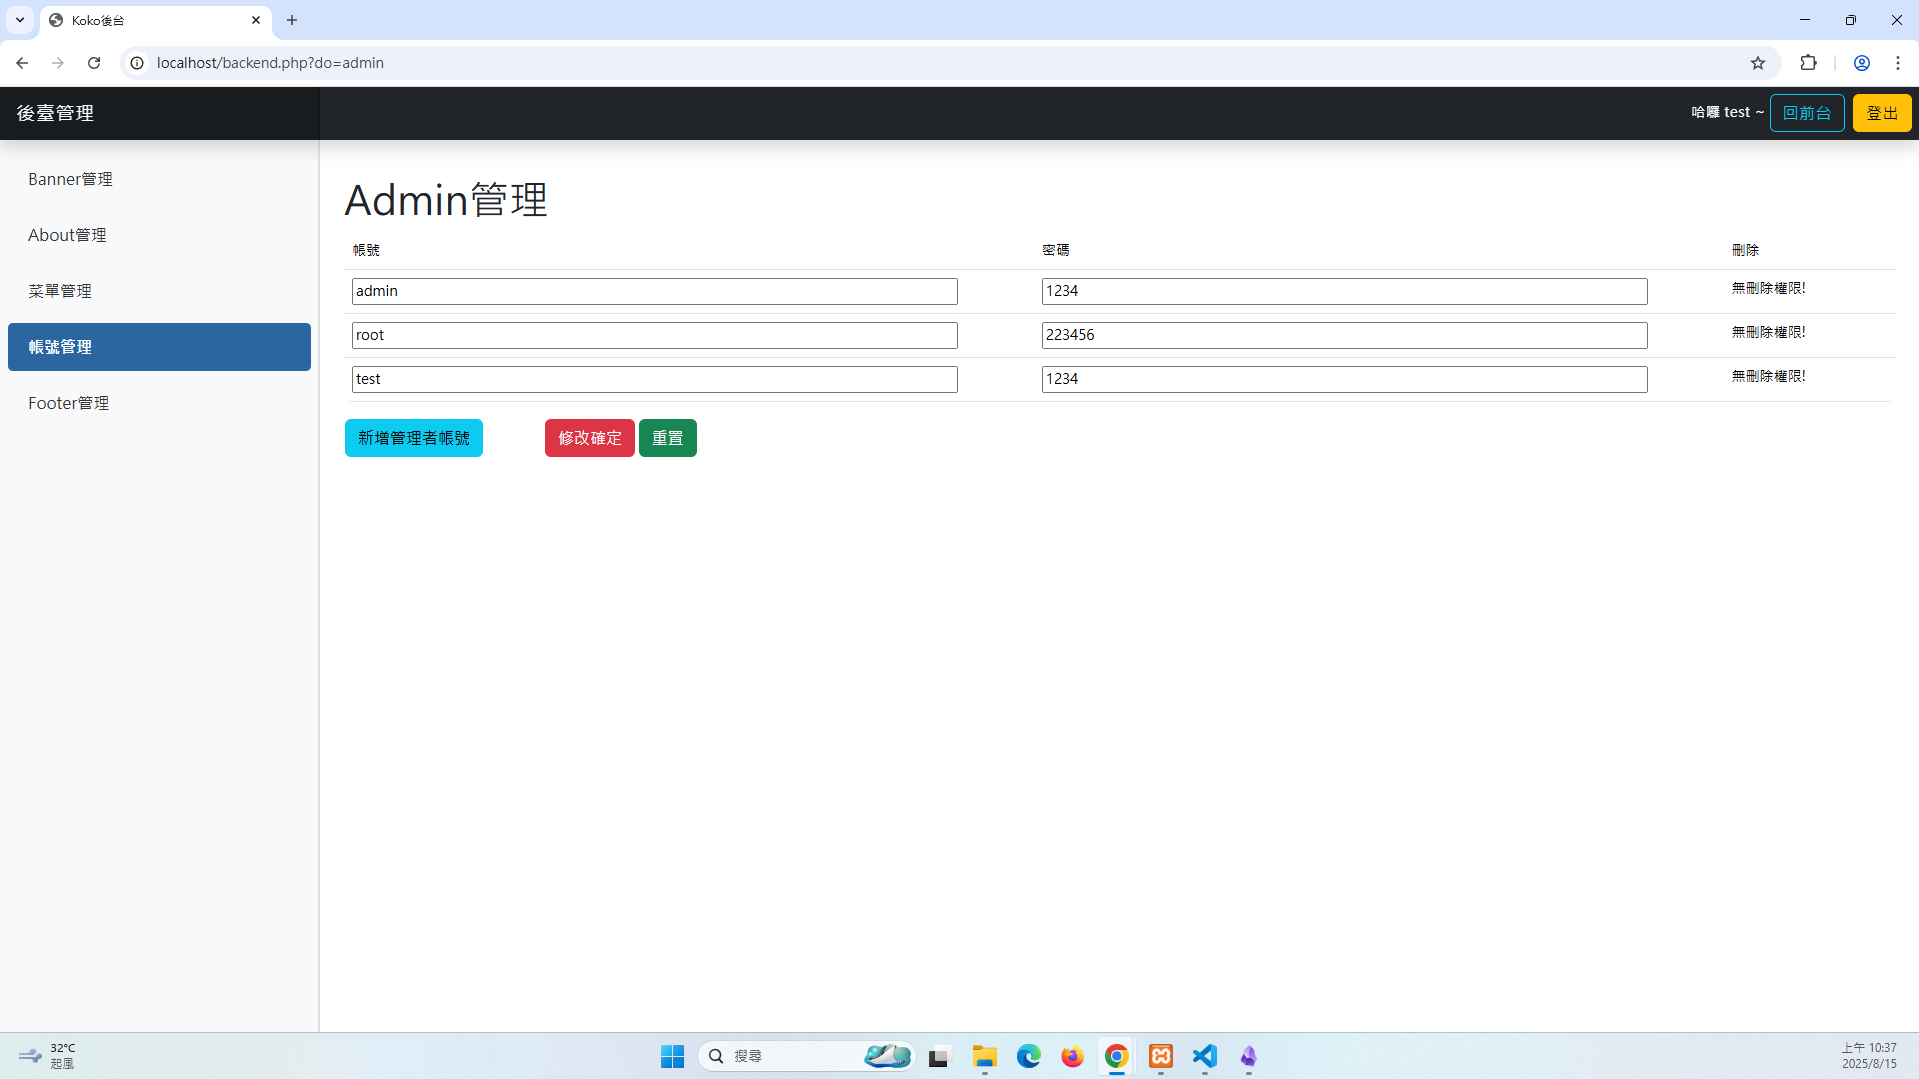 Koko後台
localhost/backend.php?do=admin
後臺管理
哈囉 test ~ 回前台 登出
Banner管理
About管理
菜單管理
帳號管理
Footer管理
Admin管理
帳號 密碼 刪除
admin 1234 無刪除權限!
root 223456 無刪除權限!
test 1234 無刪除權限!
新增管理者帳號 修改確定 重置
32°C
起風
搜尋
上午 10:37
2025/8/15